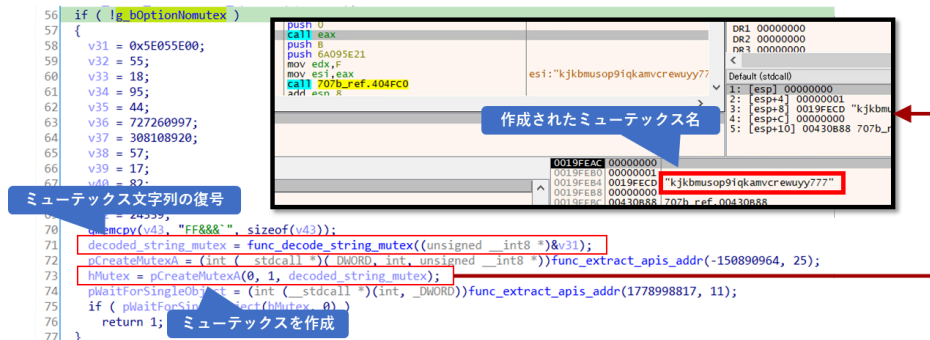 56 if ( !g_bOptionNomutex )
57 {
58 v31 = 0x5E055E00;
59 v32 = 55;
60 v33 = 18;
61 v34 = 95;
62 v35 = 44;
63 v36 = 727260997;
64 v37 = 308108920;
65 v38 = 57;
66 v39 = 17;
67 v40 = 82;
ミューテックス文字列の復号
= 24559;
70 qmemcpy(v43, "FF&&&`", sizeof(v43));
71 decoded_string_mutex = func_decode_string_mutex((unsigned __int8 *)&v31);
72 pCreateMutexA = (int (__stdcall *)(_DWORD, int, unsigned __int8 *))func_extract_apis_addr(-150890964, 25);
73 hMutex = pCreateMutexA(0, 1, decoded_string_mutex);
74 pWaitForSingleObject = (int (__stdcall *)(int, _DWORD))func_extract_apis_addr(1778998817, 11);
75 if ( pWaitForSingleObject(hMutex, 0) )
76 return 1;
77 }
ミューテックスを作成
push 0
call eax
push B
push 6A095E21
mov edx,F
mov esi,eax
call 707b_ref.404FC0
add esp,8
esi:"kjkbmusop9iqkamvcrewuyy77
DR1 00000000
DR2 00000000
DR3 00000000
Default (stdcall)
1: [esp] 00000000
2: [esp+4] 00000001
3: [esp+8] 0019FECD "kjkbmu
4: [esp+C] 00000000
5: [esp+10] 00430B88 707b_r
作成されたミューテックス名
0019FEAC 00000000
0019FEB0 00000001
0019FEB4 0019FECD "kjkbmusop9iqkamvcrewuyy777"
0019FEB8 00000000
0019FEBC 00430B88 707b_ref.00430B88